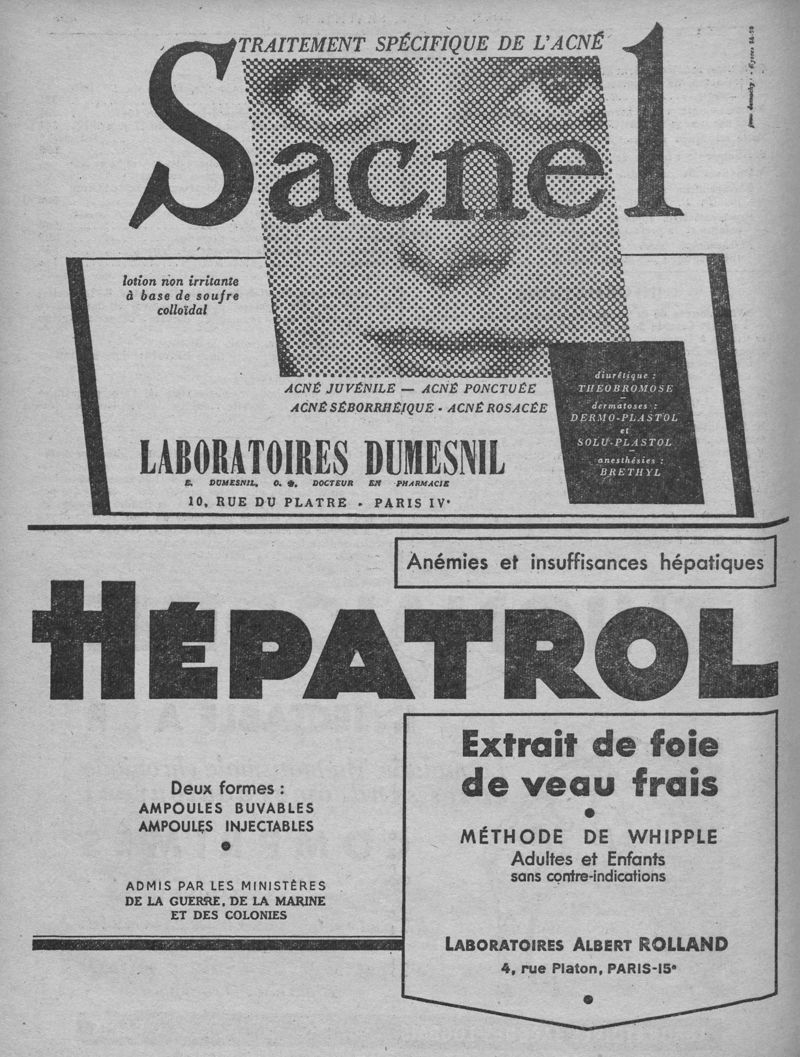 TRAITEMENT SPÉCIFIQUE DE L'ACNÉ
Sacnel
lotion non irritante
à base de soufre
colloïdal
ACNÉ JUVÉNILE — ACNÉ PONCTUÉE
ACNÉ SÉBORRHÉIQUE - ACNÉ ROSACÉE
diurétique :
THEOBROMOSE
dermatoses :
DERMO-PLASTOL
et
SOLU-PLASTOL
anesthésies :
BRETHYL
LABORATOIRES DUMESNIL
E. DUMESNIL, O. DOCTEUR EN PHARMACIE
10, RUE DU PLATRE - PARIS IVᵉ
Anémies et insuffisances hépatiques
HÉPATROL
Extrait de foie
de veau frais
MÉTHODE DE WHIPPLE
Adultes et Enfants
sans contre-indications
Deux formes :
AMPOULES BUVABLES
AMPOULES INJECTABLES
ADMIS PAR LES MINISTÈRES
DE LA GUERRE, DE LA MARINE
ET DES COLONIES
LABORATOIRES ALBERT ROLLAND
4, rue Platon, PARIS-15ᵉ